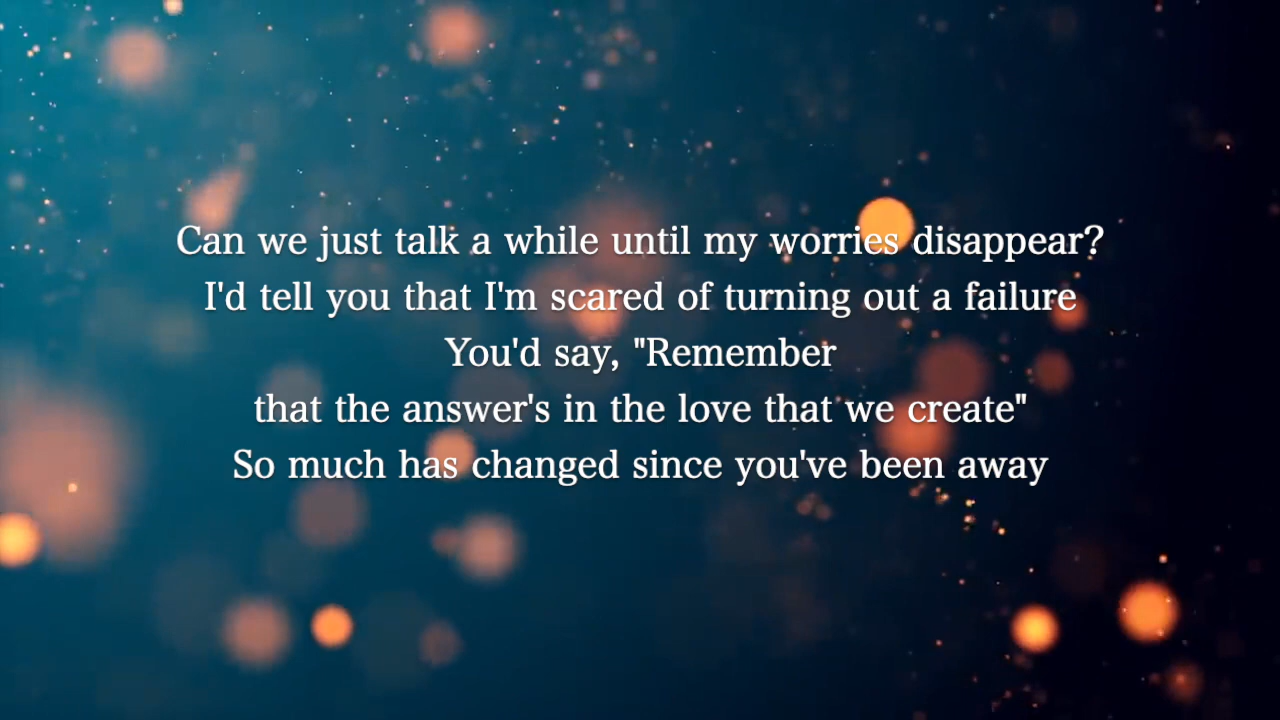 Can we just talk a while until my worries disappear?
I'd tell you that I'm scared of turning out a failure
You'd say, "Remember
that the answer's in the love that we create"
So much has changed since you've been away